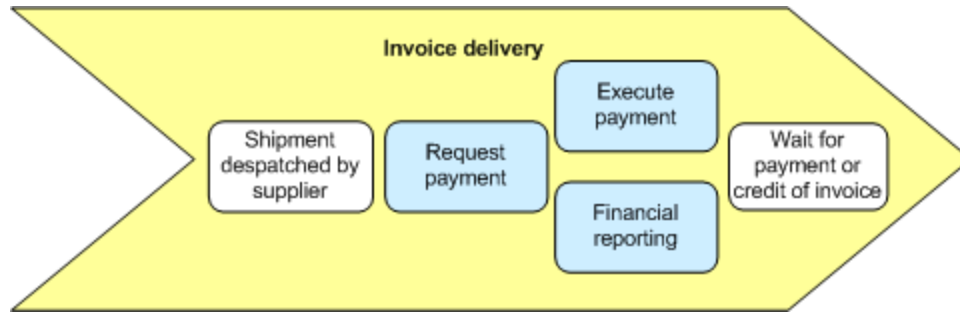 Invoice delivery
Shipment
despatched by
supplier
Request
payment
Execute
payment
Financial
reporting
Wait for
payment or
credit of invoice